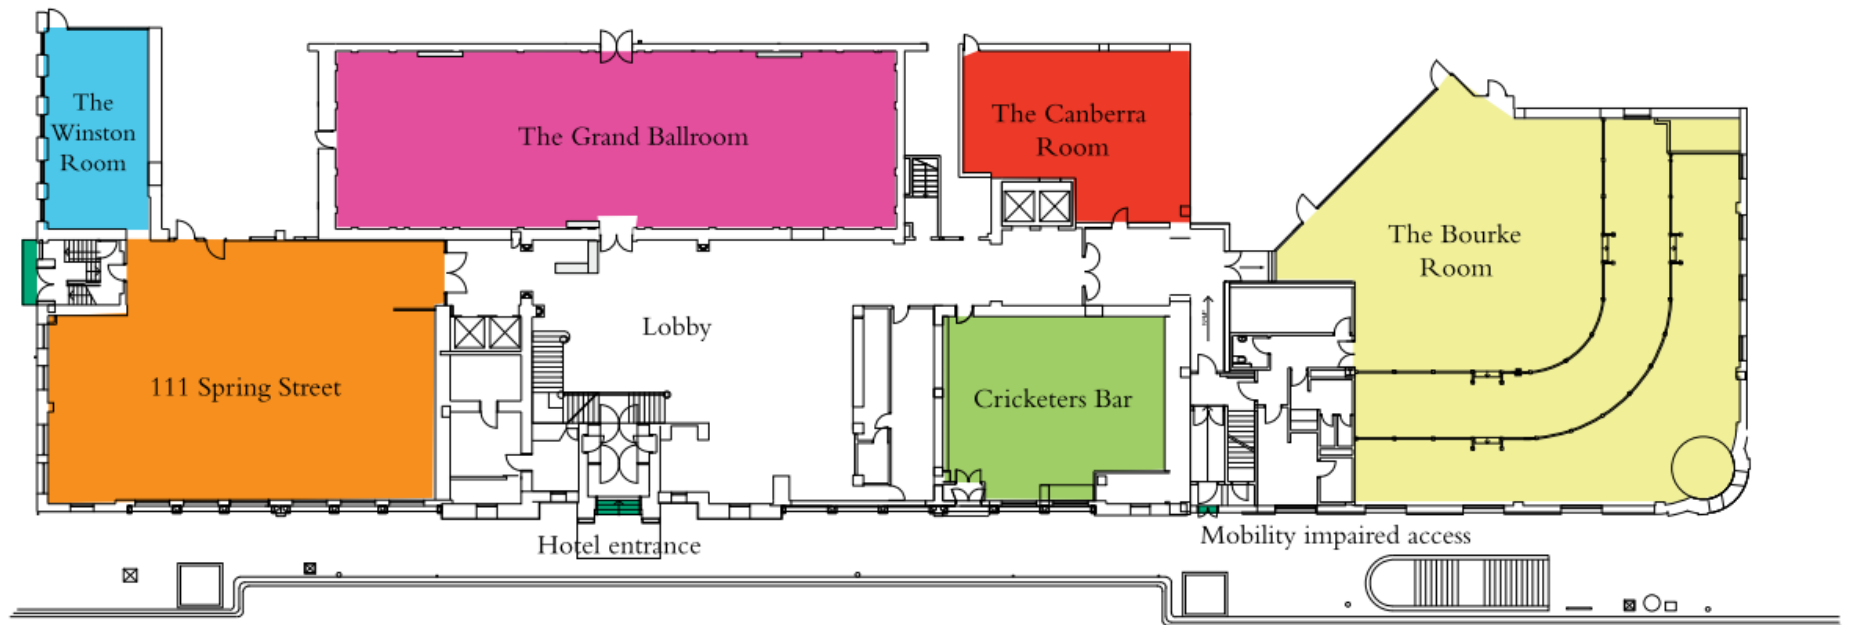 The
Winston
Room
The Grand Ballroom
The Canberra
Room
The Bourke
Room
Lobby
111 Spring Street
Cricketers Bar
Hotel entrance
Mobility impaired access